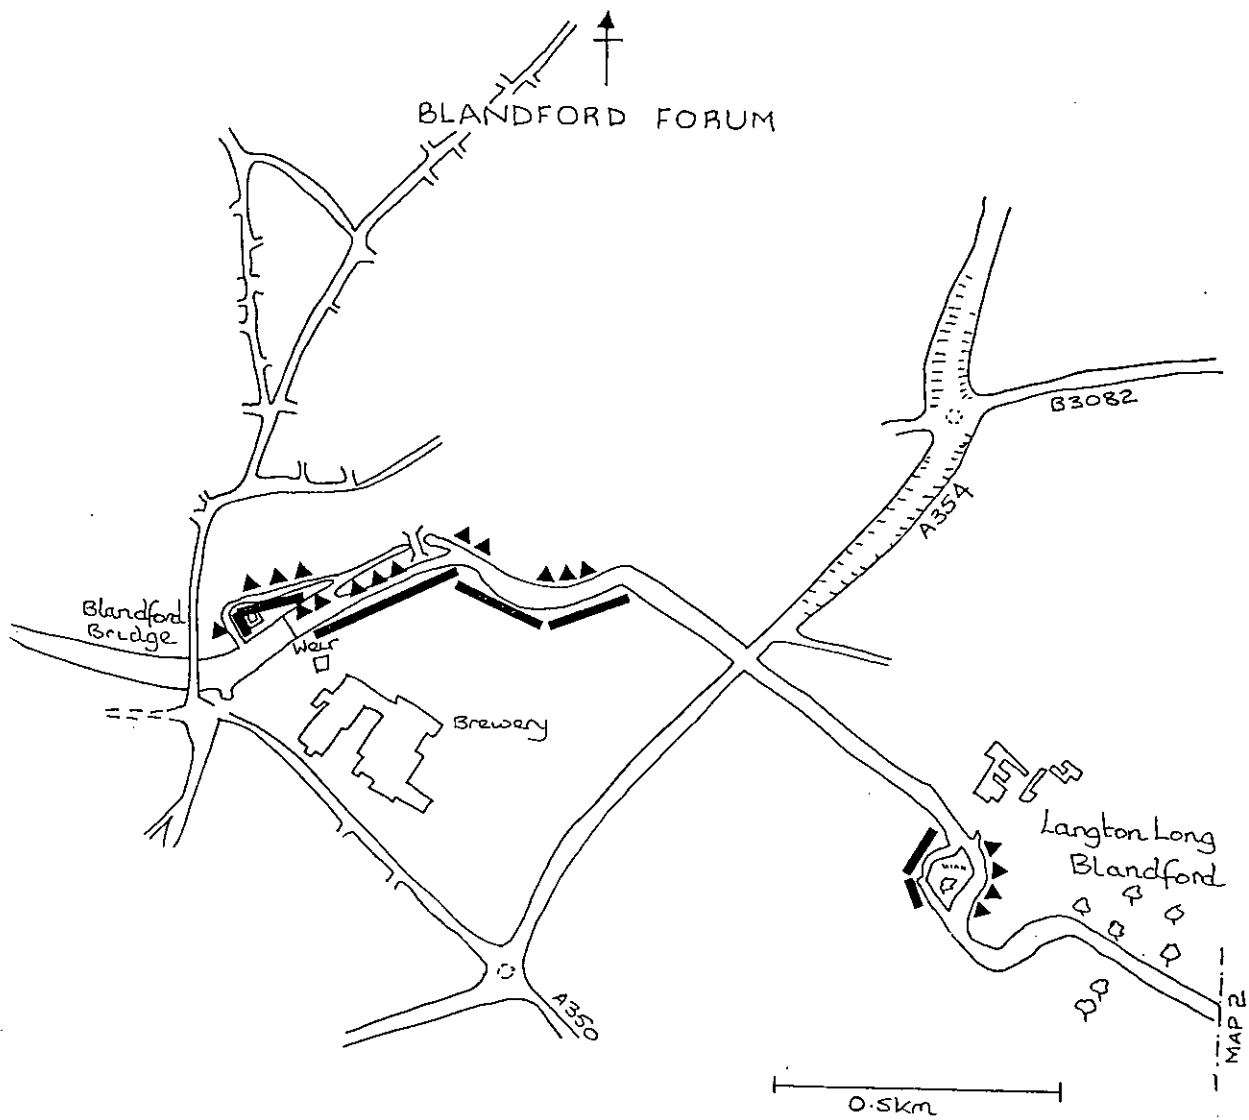 BLANDFORD FORUM
B3082
A354
Blandford
Bridge
Weir
Brewery
Langton Long
Blandford
A350
MAP 2
0.5km